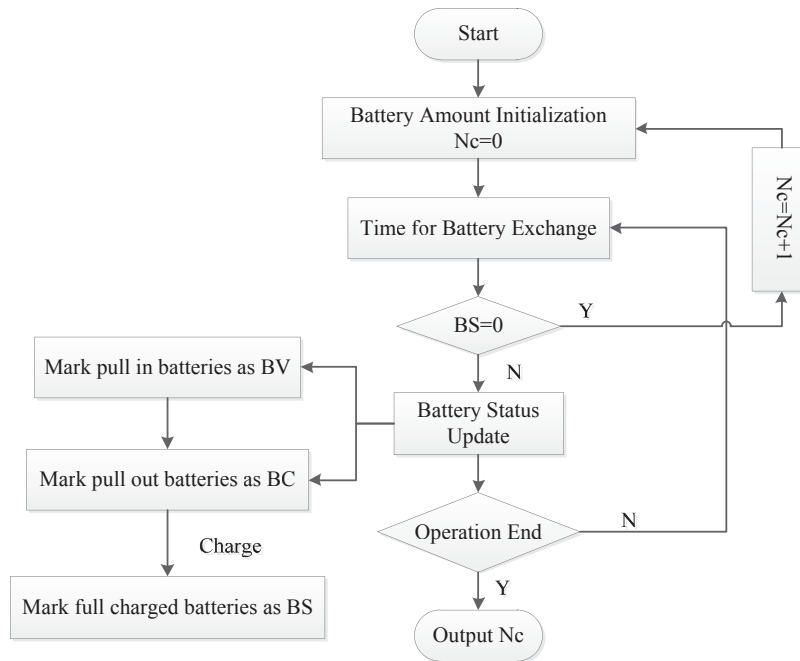 Start
Battery Amount Initialization
Nc=0
Nc=Nc+1
Time for Battery Exchange
BS=0
Y
N
Mark pull in batteries as BV
Battery Status
Update
Mark pull out batteries as BC
Operation End
N
Charge
Y
Mark full charged batteries as BS
Output Nc